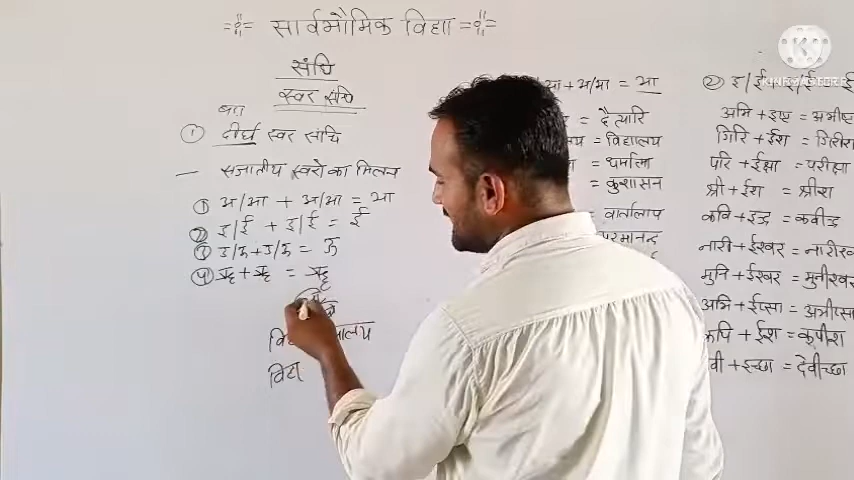 सार्वभौमिक विद्या
संधि
स्वर संधि
① दीर्घ स्वर संधि
— सजातीय स्वरो का मिलन
① अ/आ + अ/आ = आ
② इ/ई + इ/ई = ई
③ उ/ऊ + उ/ऊ = ऊ
④ ऋ + ऋ = ॠ
विद्या
आ + अ/आ = आ
दैत्यारि
= विद्यालय
= धर्मात्मा
= कुशासन
= वार्तालाप
परमानन्द
② इ/ई + इ/ई = ई
अभि + इष्ट = अभीष्ट
गिरि + ईश = गिरीश
परि + ईक्षा = परीक्षा
श्री + ईश = श्रीश
कवि + इन्द्र = कवीन्द्र
नारी + ईश्वर = नारीश्वर
मुनि + ईश्वर = मुनीश्वर
अभि + ईप्सा = अभीप्सा
कपि + ईश = कपीश
वी + इच्छा = देवीच्छा
KINEMASTER